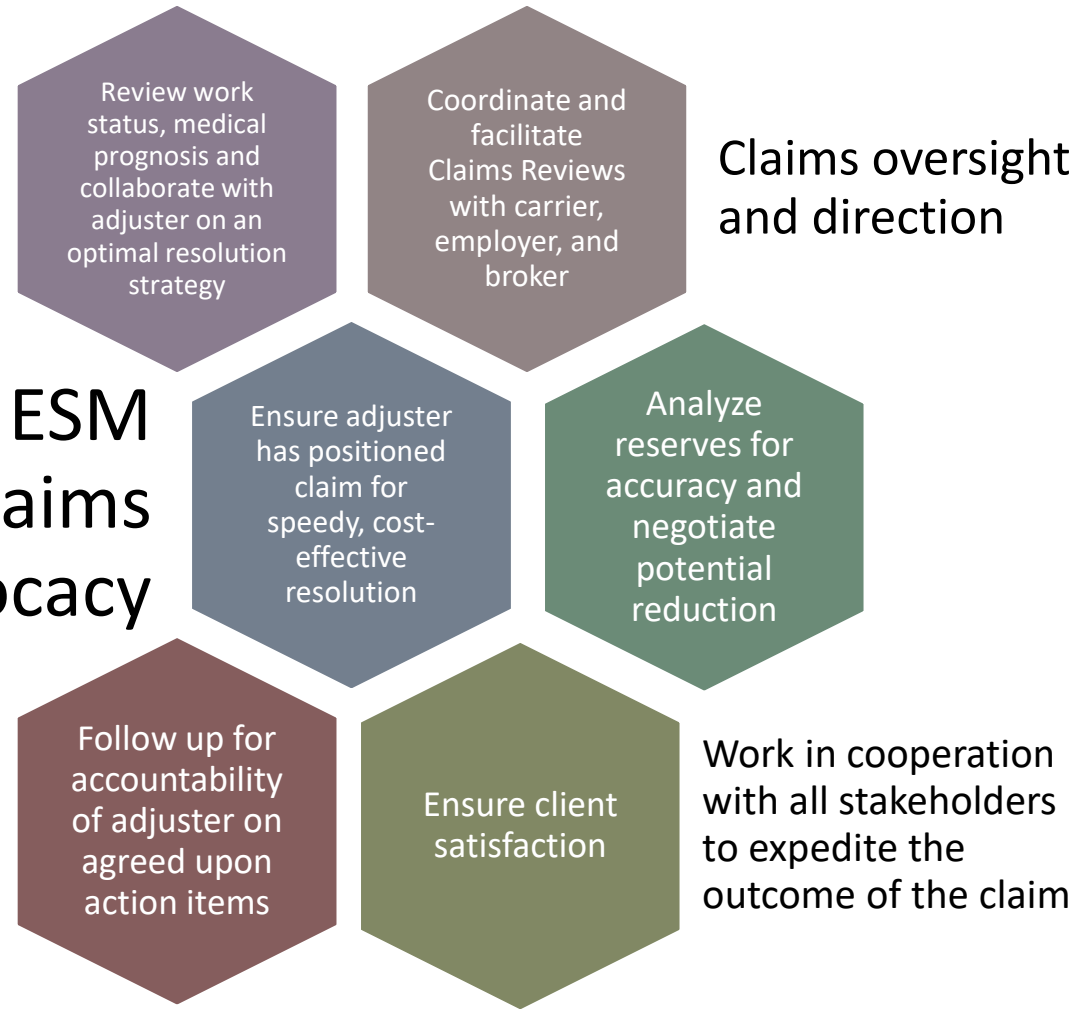 Review work
status, medical
prognosis and
collaborate with
adjuster on an
optimal resolution
strategy
Coordinate and
facilitate
Claims Reviews
with carrier,
employer, and
broker
Claims oversight
and direction
ESM
aims
ocacy
Ensure adjuster
has positioned
claim for
speedy, cost-
effective
resolution
Analyze
reserves for
accuracy and
negotiate
potential
reduction
Follow up for
accountability
of adjuster on
agreed upon
action items
Ensure client
satisfaction
Work in cooperation
with all stakeholders
to expedite the
outcome of the claim